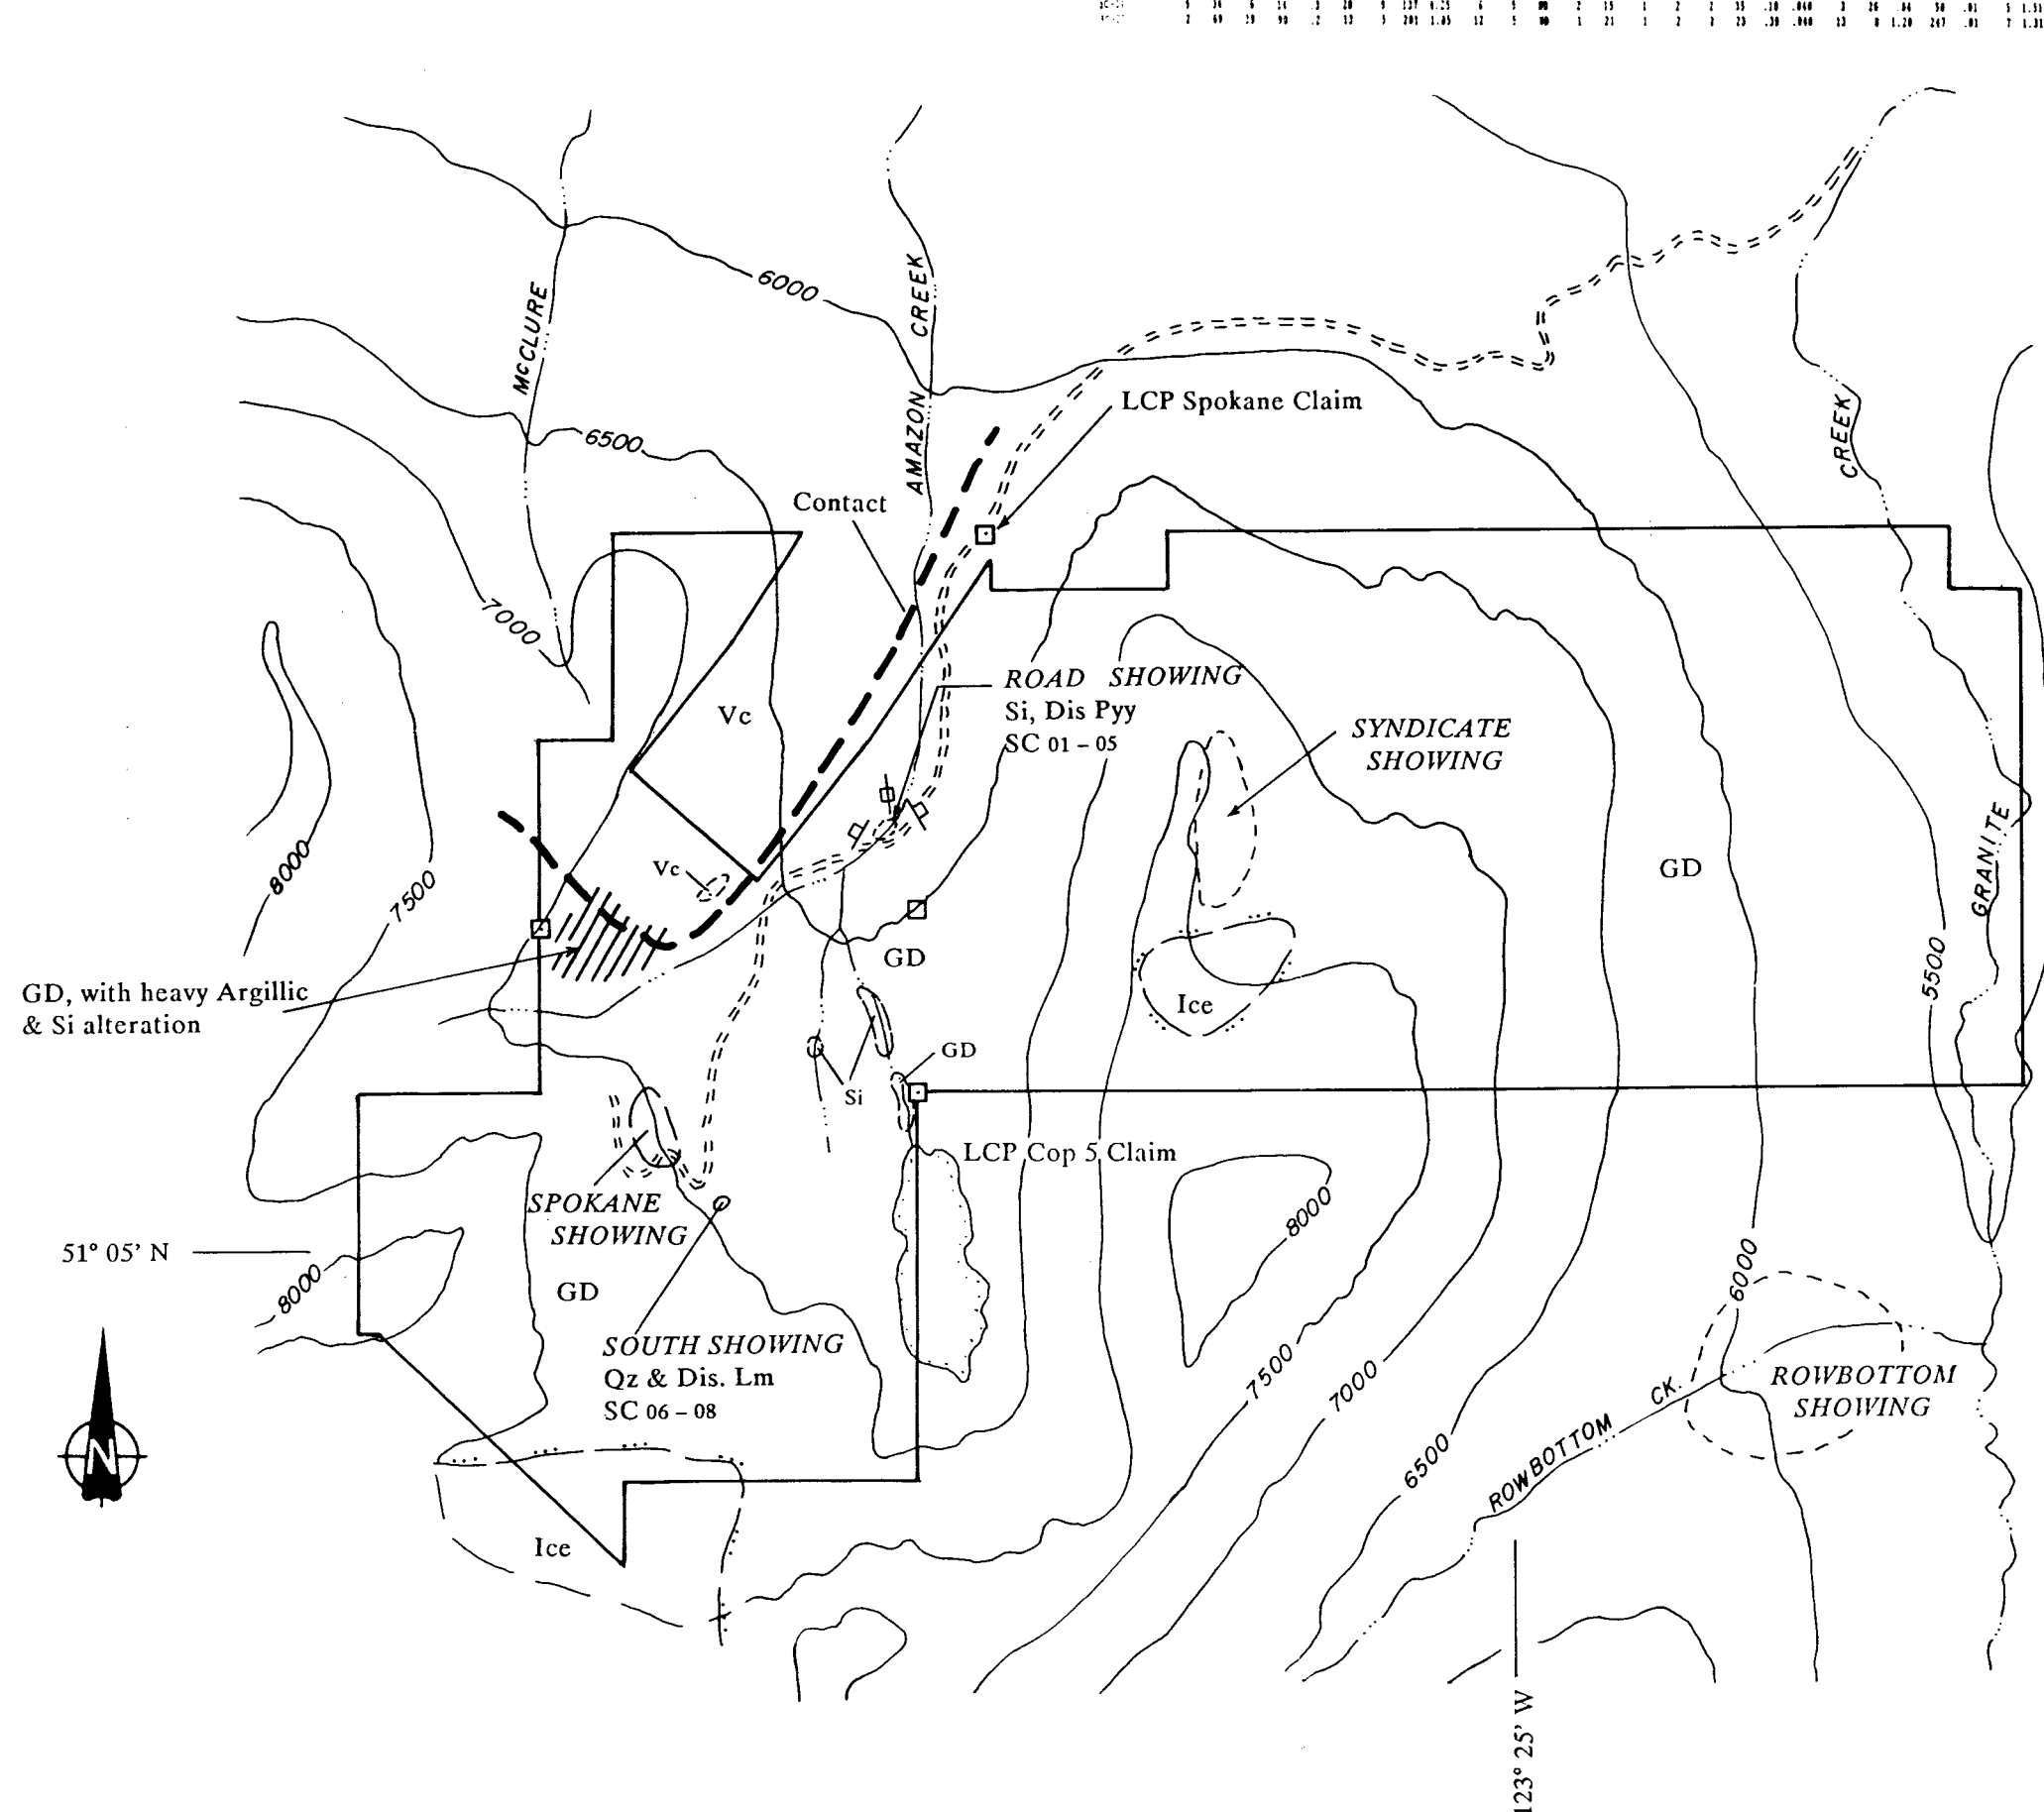 6000
MCCLURE
AMAZON CREEK
LCP Spokane Claim
6500
CREEK
Contact
7000
ROAD SHOWING
Si, Dis Pyy
SC 01 – 05
Vc
SYNDICATE
SHOWING
8000
7500
Vc
GD
GRANITE
GD
5500
GD, with heavy Argillic
& Si alteration
Ice
GD
Si
LCP Cop 5 Claim
SPOKANE
SHOWING
8000
51° 05' N
8000
GD
6000
SOUTH SHOWING
Qz & Dis. Lm
SC 06 – 08
7500
7000
ROWBOTTOM CK.
ROWBOTTOM
SHOWING
6500
N
Ice
123° 25' W